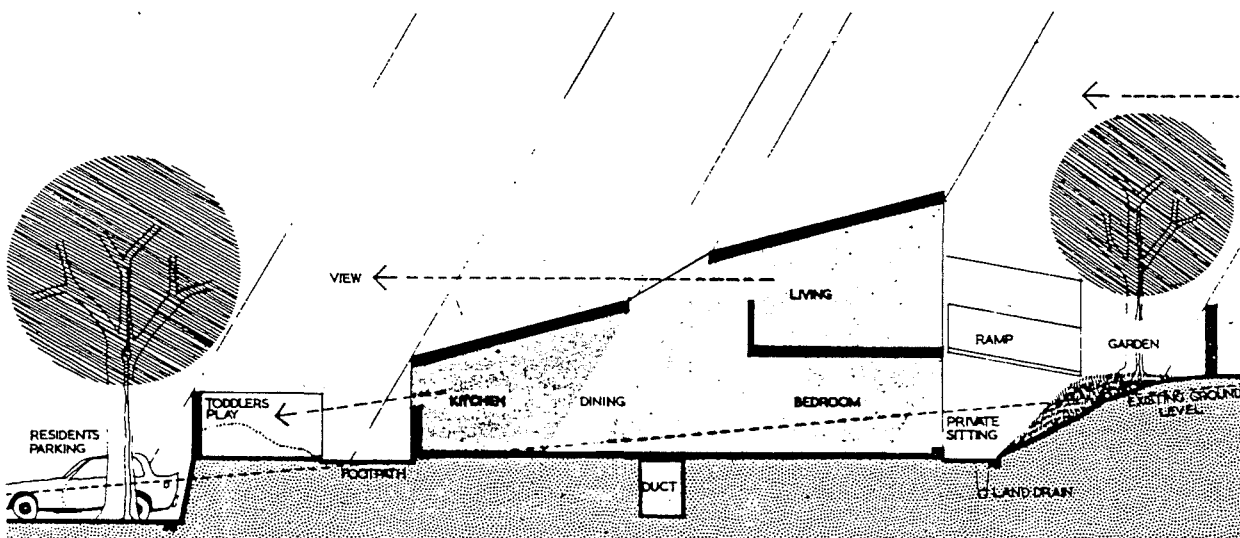 VIEW
LIVING
RAMP
GARDEN
TODDLERS
PLAY
KITCHEN
DINING
BEDROOM
EXISTING GROUND
LEVEL
PRIVATE
SITTING
RESIDENTS
PARKING
FOOTPATH
DUCT
LAND DRAIN